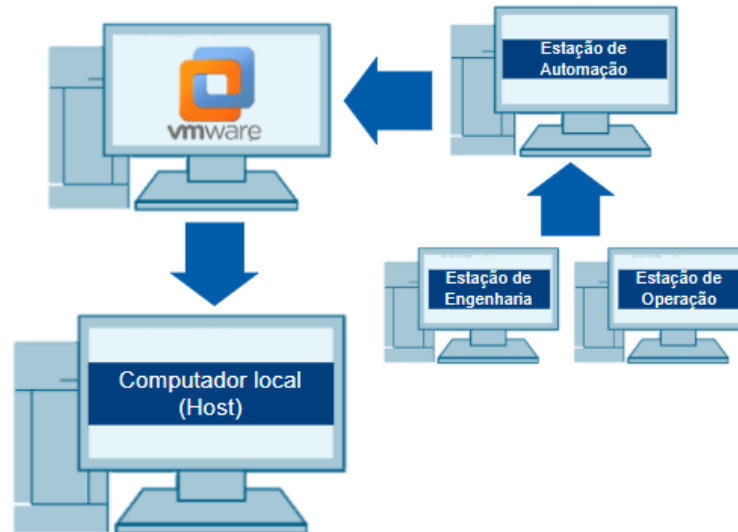 vmware
Estação de
Automação
Estação de
Engenharia
Estação de
Operação
Computador local
(Host)